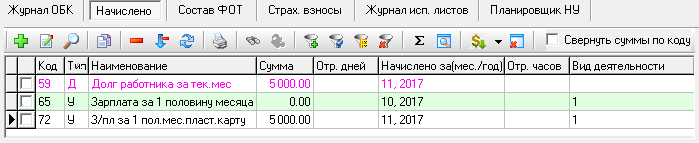 Журнал ОБК Начислено Состав ФОТ Страх. взносы Журнал исп. листов Планировщик НУ
Σ $ Свернуть суммы по коду
Код Тип Наименование Сумма Отр. дней Начислено за(мес./год) Отр. часов Вид деятельности
59 Д Долг работника за тек.мес 5 000.00 11, 2017
65 У Зарплата за 1 половину месяца 0.00 10, 2017 1
72 У З/пл за 1 пол.мес.пласт.карту 5 000.00 11, 2017 1